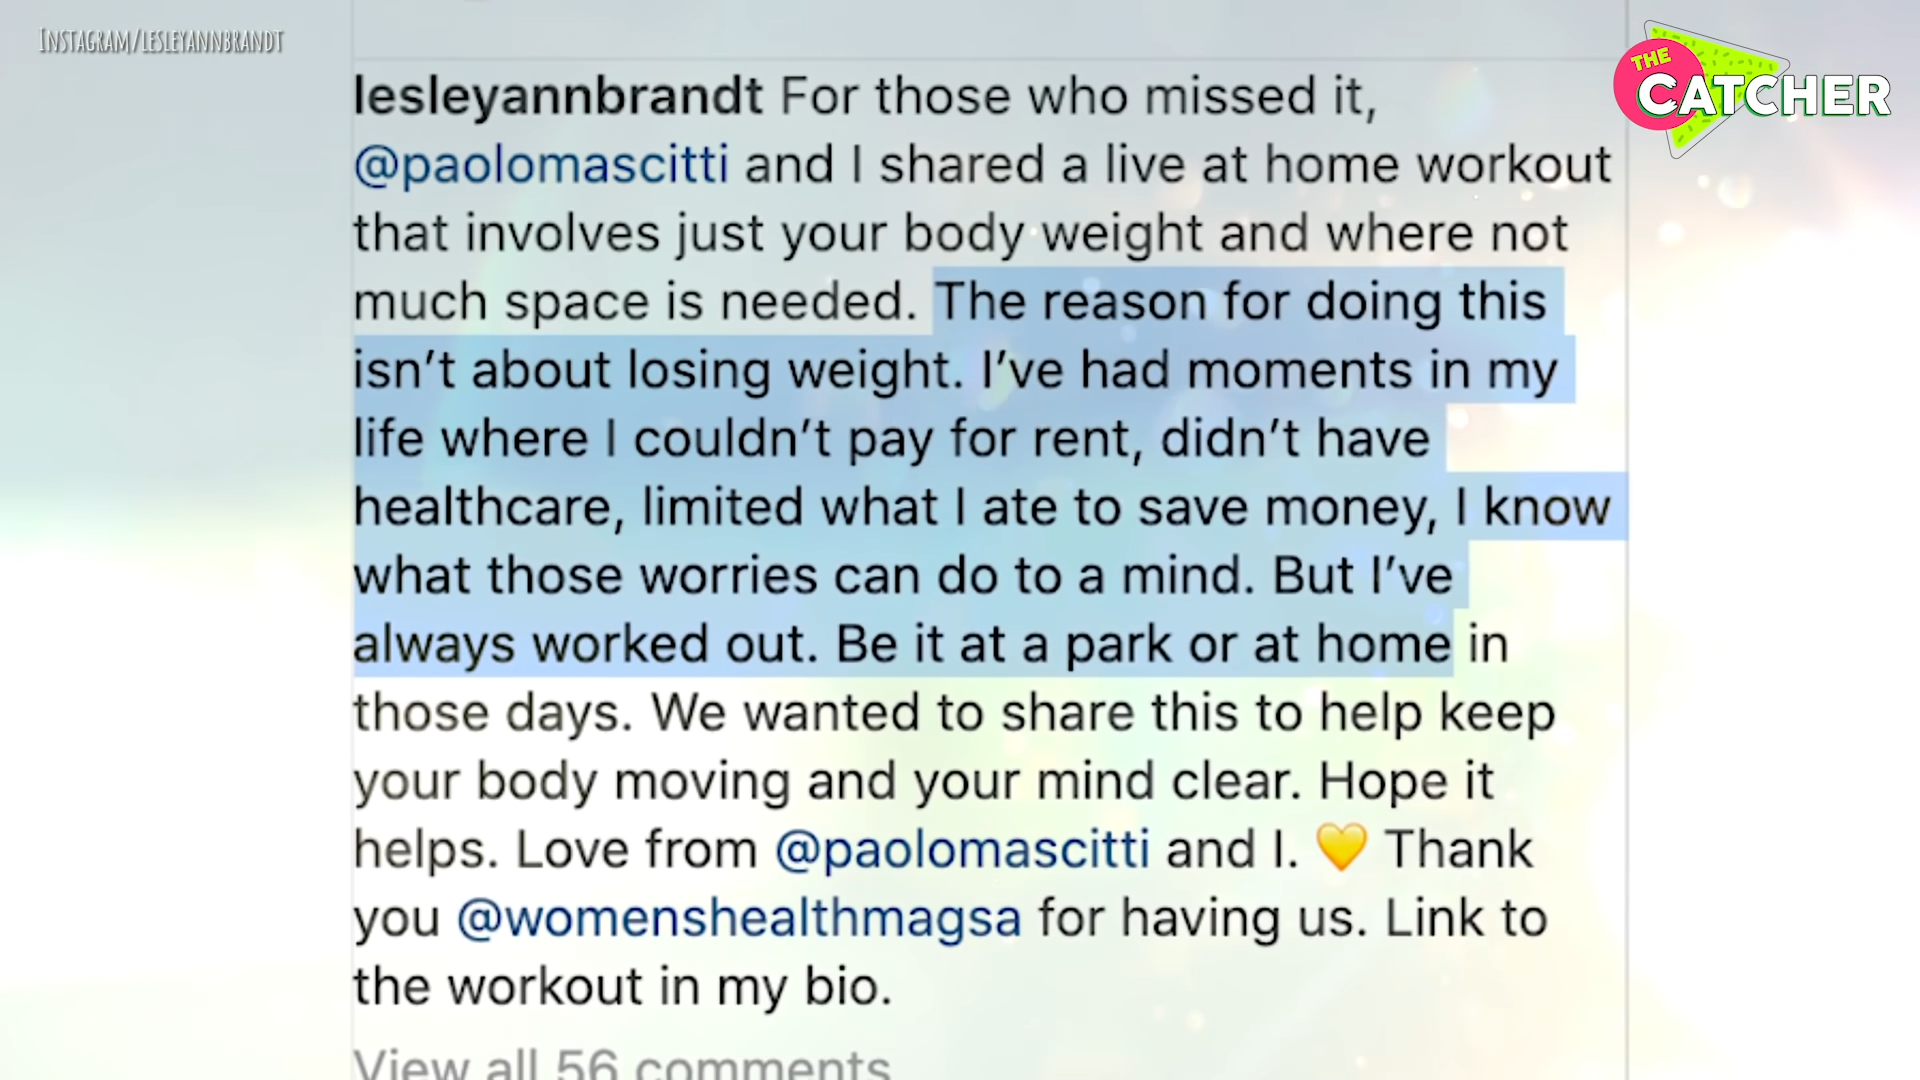 INSTAGRAM/LESLEYANNBRANDT
THE
CATCHER
lesleyannbrandt For those who missed it,
@paolomascitti and I shared a live at home workout
that involves just your body weight and where not
much space is needed. The reason for doing this
isn’t about losing weight. I’ve had moments in my
life where I couldn’t pay for rent, didn’t have
healthcare, limited what I ate to save money, I know
what those worries can do to a mind. But I’ve
always worked out. Be it at a park or at home in
those days. We wanted to share this to help keep
your body moving and your mind clear. Hope it
helps. Love from @paolomascitti and I. 💛 Thank
you @womenshealthmagsa for having us. Link to
the workout in my bio.
View all 56 comments